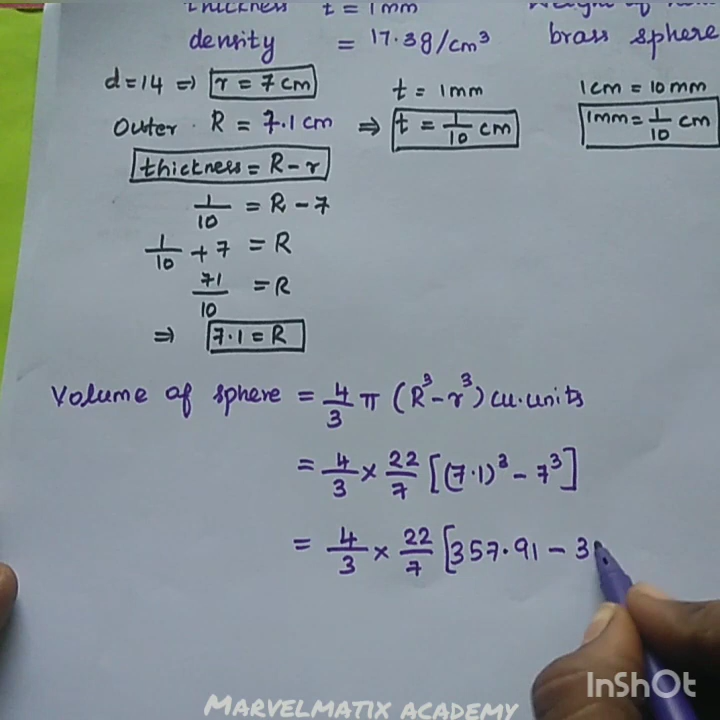 thickness t = 1mm
density = 17.3g/cm³ brass sphere
d=14 => r = 7 cm t = 1mm 1cm = 10mm
Outer R = 7.1 cm => t = 1/10 cm 1mm = 1/10 cm
thickness = R - r
1/10 = R - 7
1/10 + 7 = R
71/10 = R
=> 7.1 = R
Volume of sphere = 4/3 π (R³ - r³) cu.units
= 4/3 × 22/7 [(7.1)³ - 7³]
= 4/3 × 22/7 [357.91 - 3
InShOt
MARVELMATIX ACADEMY